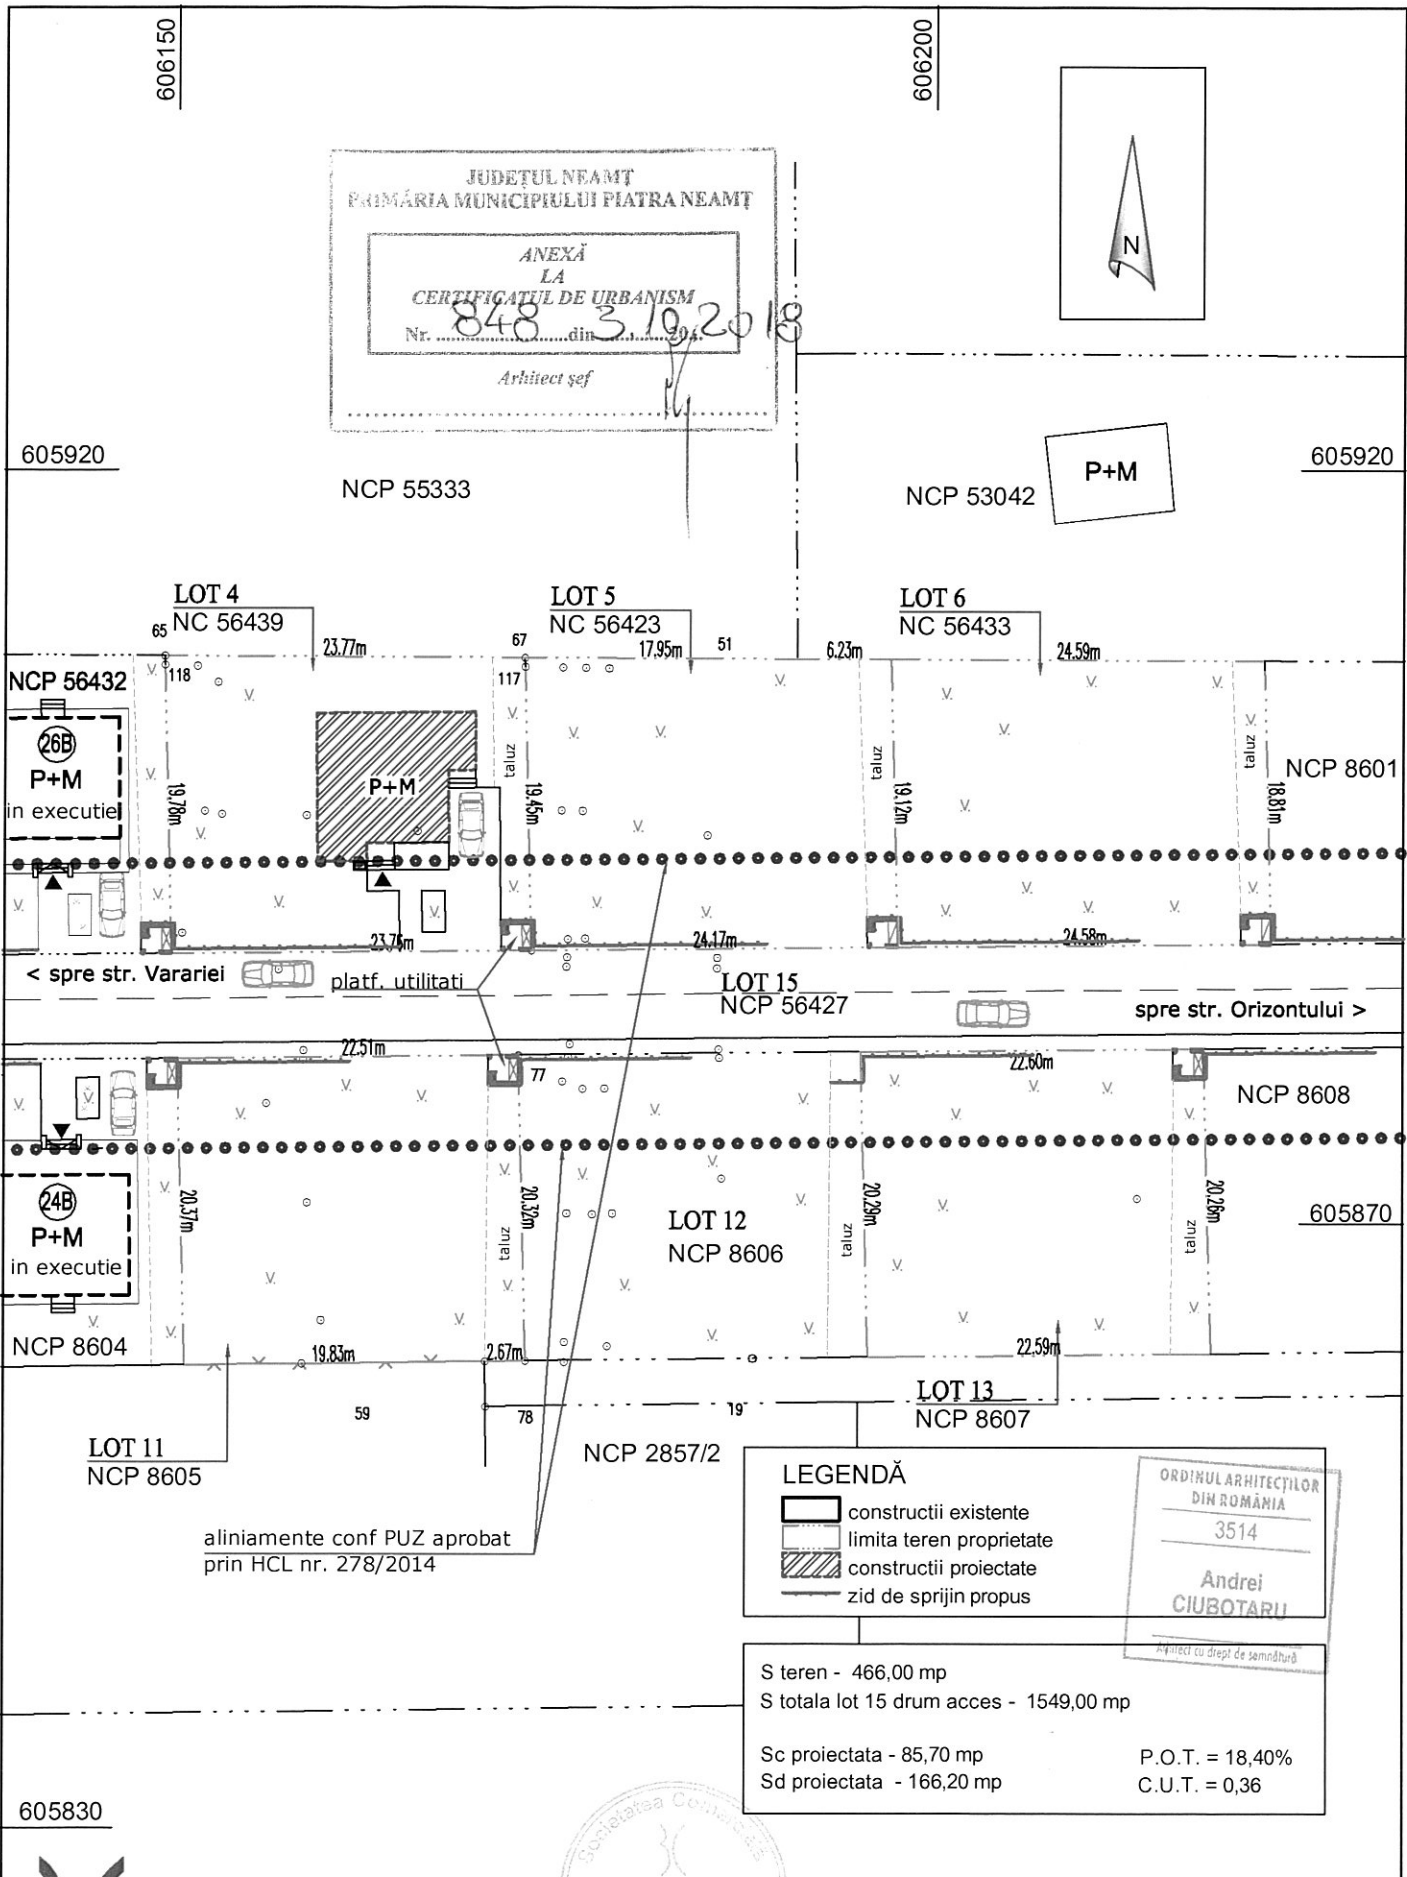 606150
606200
JUDEȚUL NEAMȚ
PRIMĂRIA MUNICIPIULUI PIATRA NEAMȚ
ANEXĂ
LA
CERTIFICATUL DE URBANISM
Nr. 848 din 3.10.2018
Arhitect șef
N
605920
NCP 55333
NCP 53042
P+M
605920
LOT 4
NC 56439
LOT 5
NC 56423
LOT 6
NC 56433
65
23.77m
67
17.95m
51
6.23m
24.59m
NCP 56432
118
117
26B
P+M
in executie
19.78m
P+M
taluz
19.45m
taluz
19.12m
taluz
18.81m
NCP 8601
23.75m
24.17m
24.58m
< spre str. Varariei
platf. utilitati
LOT 15
NCP 56427
spre str. Orizontului >
22.51m
77
22.60m
NCP 8608
24B
P+M
in executie
20.37m
taluz
20.32m
LOT 12
NCP 8606
taluz
20.29m
taluz
20.26m
605870
NCP 8604
19.83m
2.67m
22.59m
LOT 11
NCP 8605
59
78
19
LOT 13
NCP 8607
NCP 2857/2
aliniamente conf PUZ aprobat
prin HCL nr. 278/2014
LEGENDĂ
constructii existente
limita teren proprietate
constructii proiectate
zid de sprijin propus
ORDINUL ARHITECȚILOR
DIN ROMÂNIA
3514
Andrei
CIUBOTARU
Arhitect cu drept de semnătură
S teren - 466,00 mp
S totala lot 15 drum acces - 1549,00 mp
Sc proiectata - 85,70 mp
P.O.T. = 18,40%
Sd proiectata - 166,20 mp
C.U.T. = 0,36
605830
Societatea Comercială